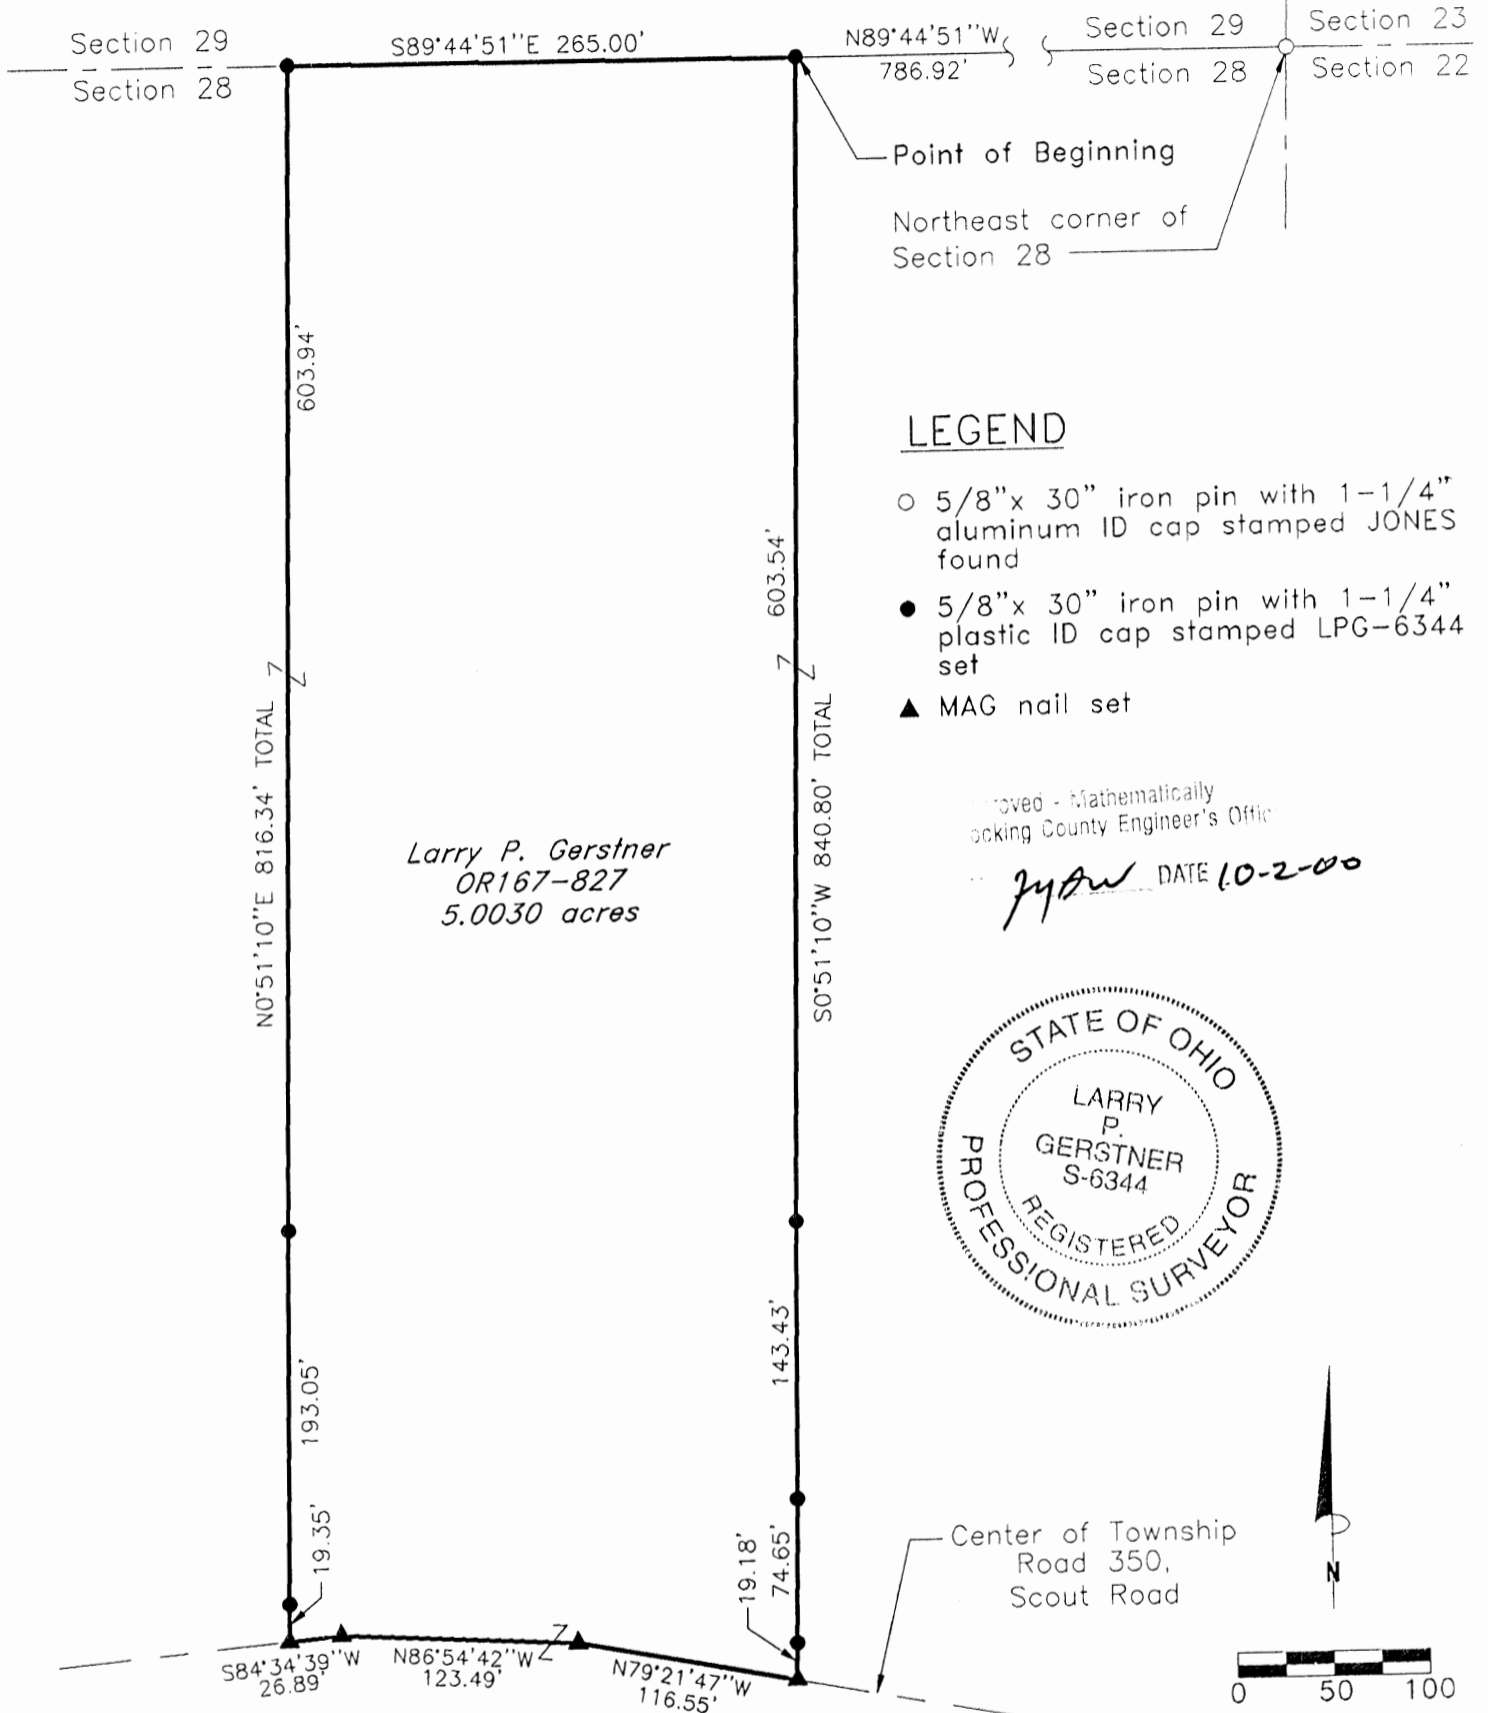 Section 29
Section 28
S89°44'51"E 265.00'
N89°44'51"W
786.92'
Section 29
Section 28
Section 23
Section 22
Point of Beginning
Northeast corner of
Section 28
603.94'
603.54'
LEGEND
○ 5/8"x 30" iron pin with 1-1/4"
aluminum ID cap stamped JONES
found
● 5/8"x 30" iron pin with 1-1/4"
plastic ID cap stamped LPG-6344
set
▲ MAG nail set
N0°51'10"E 816.34' TOTAL
S0°51'10"W 840.80' TOTAL
Larry P. Gerstner
OR167-827
5.0030 acres
- Mathematically
County Engineer's
DATE 10-2-00
STATE OF OHIO
LARRY
P.
GERSTNER
S-6344
REGISTERED
PROFESSIONAL SURVEYOR
193.05'
143.43'
19.35'
19.18'
74.65'
Center of Township
Road 350,
Scout Road
S84°34'39"W
26.89'
N86°54'42"W
123.49'
N79°21'47"W
116.55'
N
0 50 100